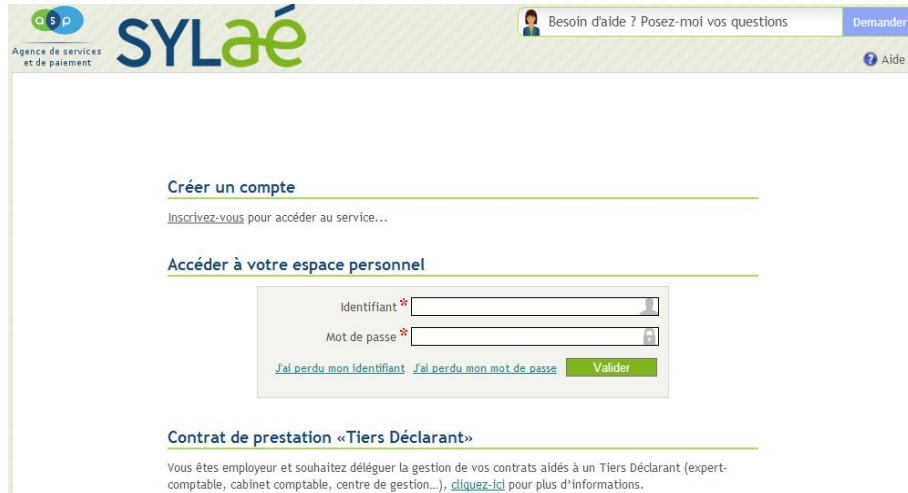 asp
Agence de services
et de paiement
SYLaé
Besoin d'aide ? Posez-moi vos questions
Demander
? Aide
Créer un compte
Inscrivez-vous pour accéder au service...
Accéder à votre espace personnel
Identifiant *
Mot de passe *
J'ai perdu mon identifiant J'ai perdu mon mot de passe Valider
Contrat de prestation «Tiers Déclarant»
Vous êtes employeur et souhaitez déléguer la gestion de vos contrats aidés à un Tiers Déclarant (expert-
comptable, cabinet comptable, centre de gestion…), cliquez-ici pour plus d'informations.